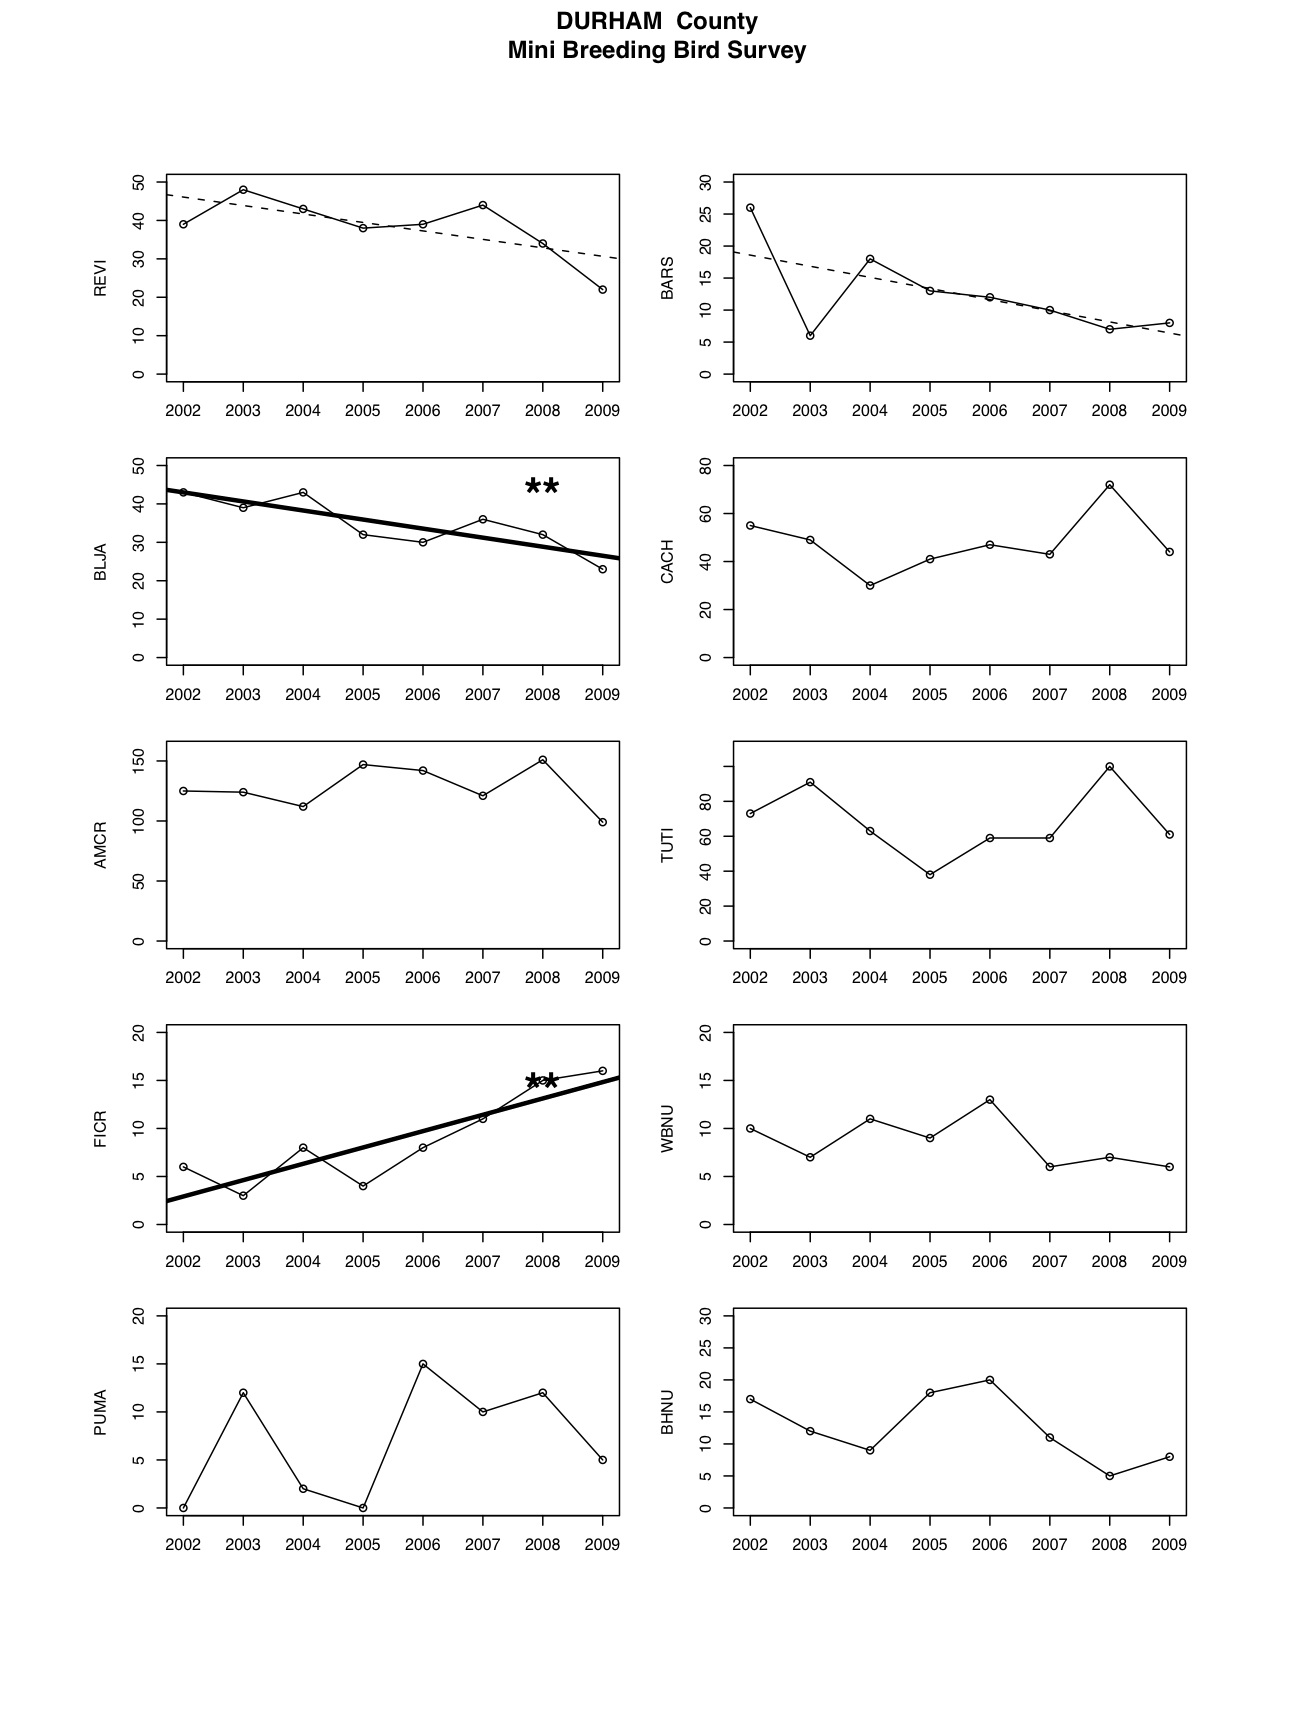 DURHAM  County
Mini Breeding Bird Survey
REVI
0 10 20 30 40 50
2002 2003 2004 2005 2006 2007 2008 2009
BARS
0 5 10 15 20 25 30
2002 2003 2004 2005 2006 2007 2008 2009
BLJA
0 10 20 30 40 50
**
2002 2003 2004 2005 2006 2007 2008 2009
CACH
0 20 40 60 80
2002 2003 2004 2005 2006 2007 2008 2009
AMCR
0 50 100 150
2002 2003 2004 2005 2006 2007 2008 2009
TUTI
0 20 40 60 80
2002 2003 2004 2005 2006 2007 2008 2009
FICR
0 5 10 15 20
**
2002 2003 2004 2005 2006 2007 2008 2009
WBNU
0 5 10 15 20
2002 2003 2004 2005 2006 2007 2008 2009
PUMA
0 5 10 15 20
2002 2003 2004 2005 2006 2007 2008 2009
BHNU
0 5 10 15 20 25 30
2002 2003 2004 2005 2006 2007 2008 2009